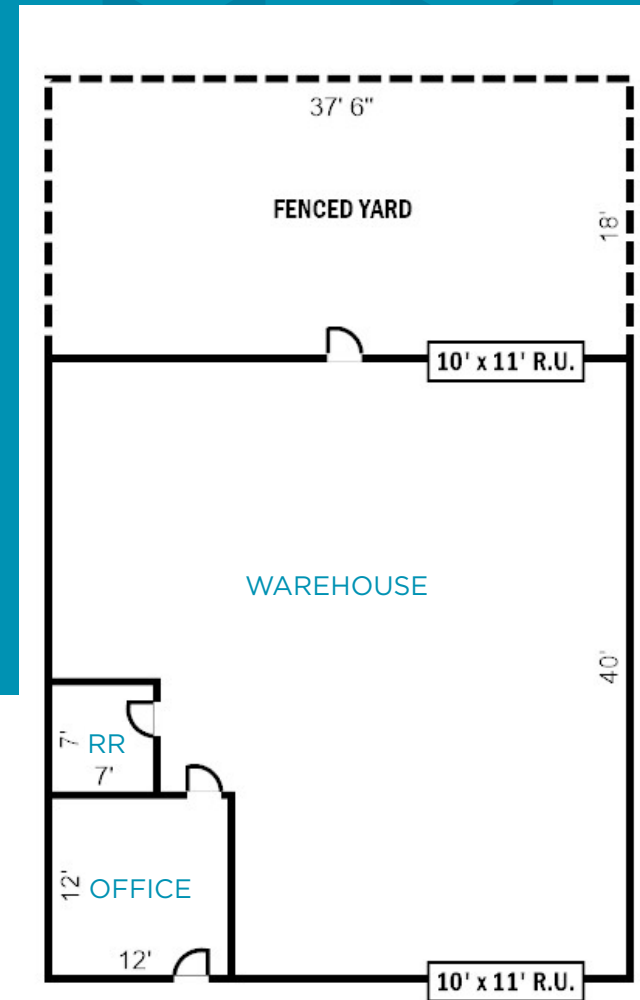 37' 6"
FENCED YARD
18'
10' x 11' R.U.
WAREHOUSE
40'
7'
RR
7'
12'
OFFICE
12'
10' x 11' R.U.